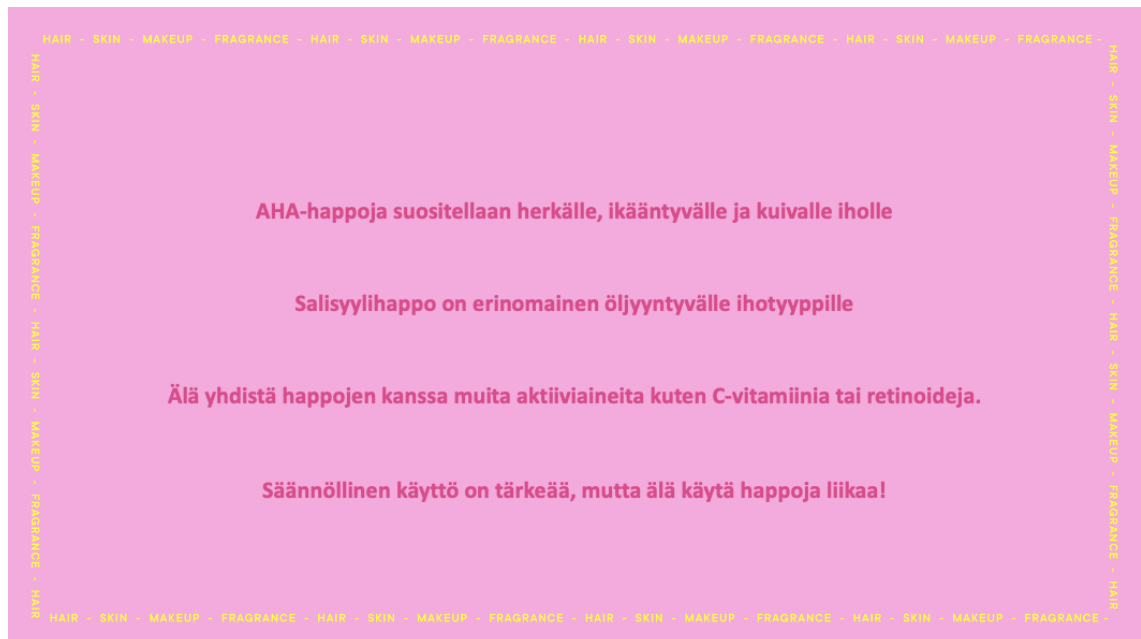 HAIR - SKIN - MAKEUP - FRAGRANCE - HAIR - SKIN - MAKEUP - FRAGRANCE - HAIR - SKIN - MAKEUP - FRAGRANCE - HAIR - SKIN - MAKEUP - FRAGRANCE -
HAIR - SKIN - MAKEUP - FRAGRANCE - HAIR - SKIN - MAKEUP - FRAGRANCE - HAIR
AHA-happoja suositellaan herkälle, ikääntyvälle ja kuivalle iholle
Salisyylihappo on erinomainen öljyyntyvälle ihotyyppille
Älä yhdistä happojen kanssa muita aktiiviaineita kuten C-vitamiinia tai retinoideja.
Säännöllinen käyttö on tärkeää, mutta älä käytä happoja liikaa!
HAIR - SKIN - MAKEUP - FRAGRANCE - HAIR - SKIN - MAKEUP - FRAGRANCE - HAIR
HAIR - SKIN - MAKEUP - FRAGRANCE - HAIR - SKIN - MAKEUP - FRAGRANCE - HAIR - SKIN - MAKEUP - FRAGRANCE - HAIR - SKIN - MAKEUP - FRAGRANCE -